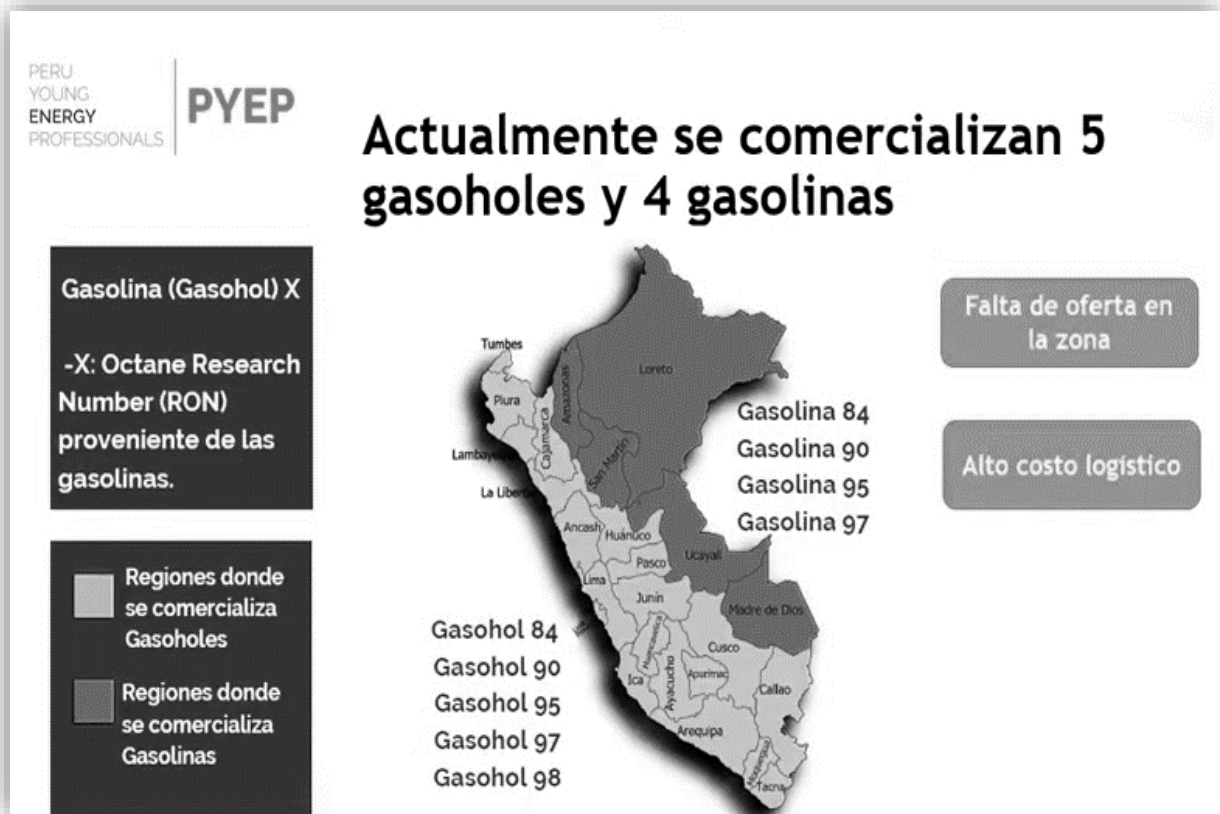 PERU
YOUNG
ENERGY
PROFESSIONALS
PYEP
Actualmente se comercializan 5
gasoholes y 4 gasolinas
Gasolina (Gasohol) X
-X: Octane Research
Number (RON)
proveniente de las
gasolinas.
Regiones donde
se comercializa
Gasoholes
Regiones donde
se comercializa
Gasolinas
Tumbes
Piura
Lambayeque
La Libertad
Cajamarca
Amazonas
San Martín
Loreto
Ancash
Huánuco
Ucayali
Pasco
Lima
Junín
Madre de Dios
Huancavelica
Cusco
Ica
Ayacucho
Apurimac
Callao
Arequipa
Moquegua
Tacna
Gasolina 84
Gasolina 90
Gasolina 95
Gasolina 97
Gasohol 84
Gasohol 90
Gasohol 95
Gasohol 97
Gasohol 98
Falta de oferta en
la zona
Alto costo logístico